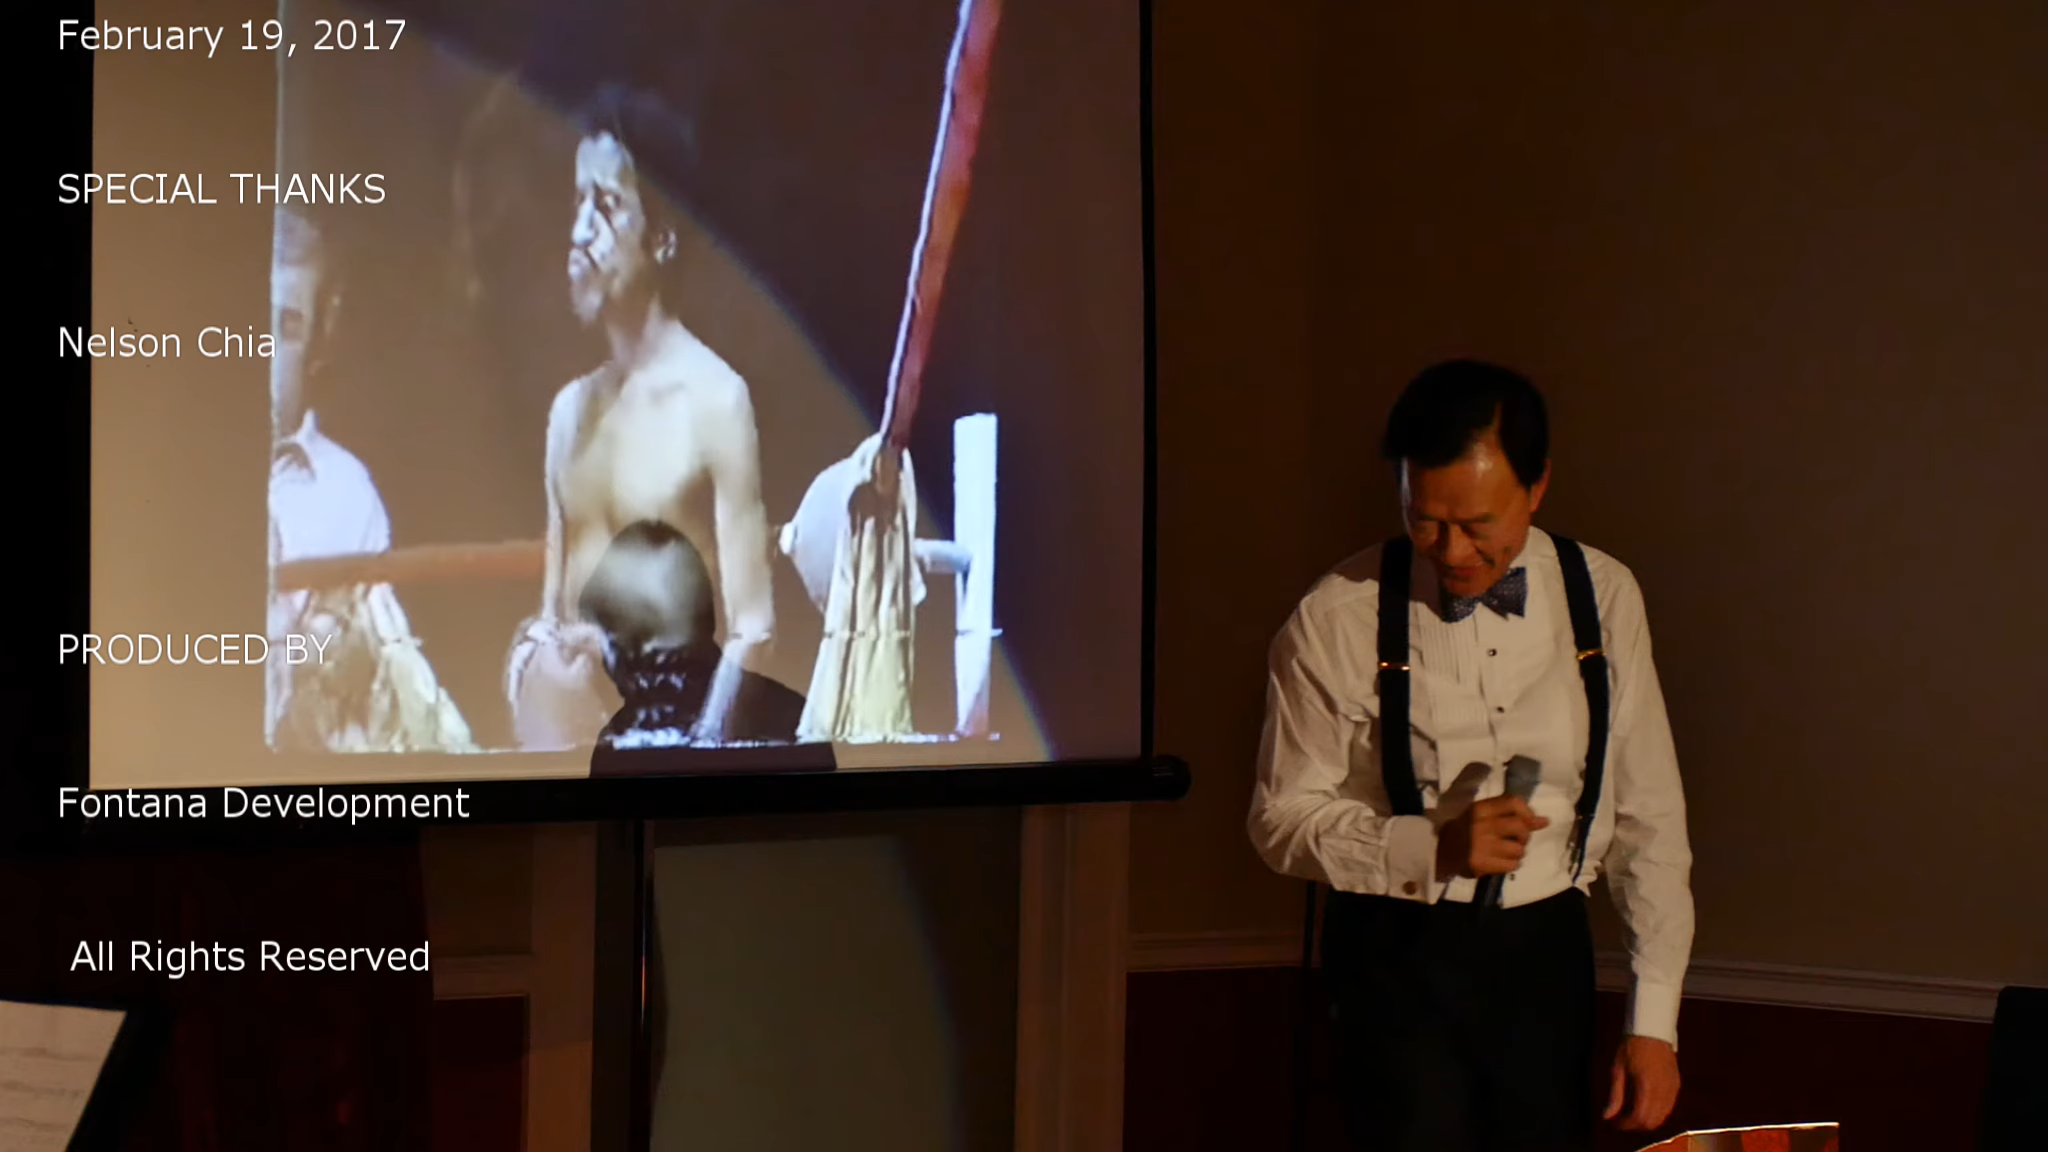 February 19, 2017
SPECIAL THANKS
Nelson Chia
PRODUCED BY
Fontana Development
All Rights Reserved